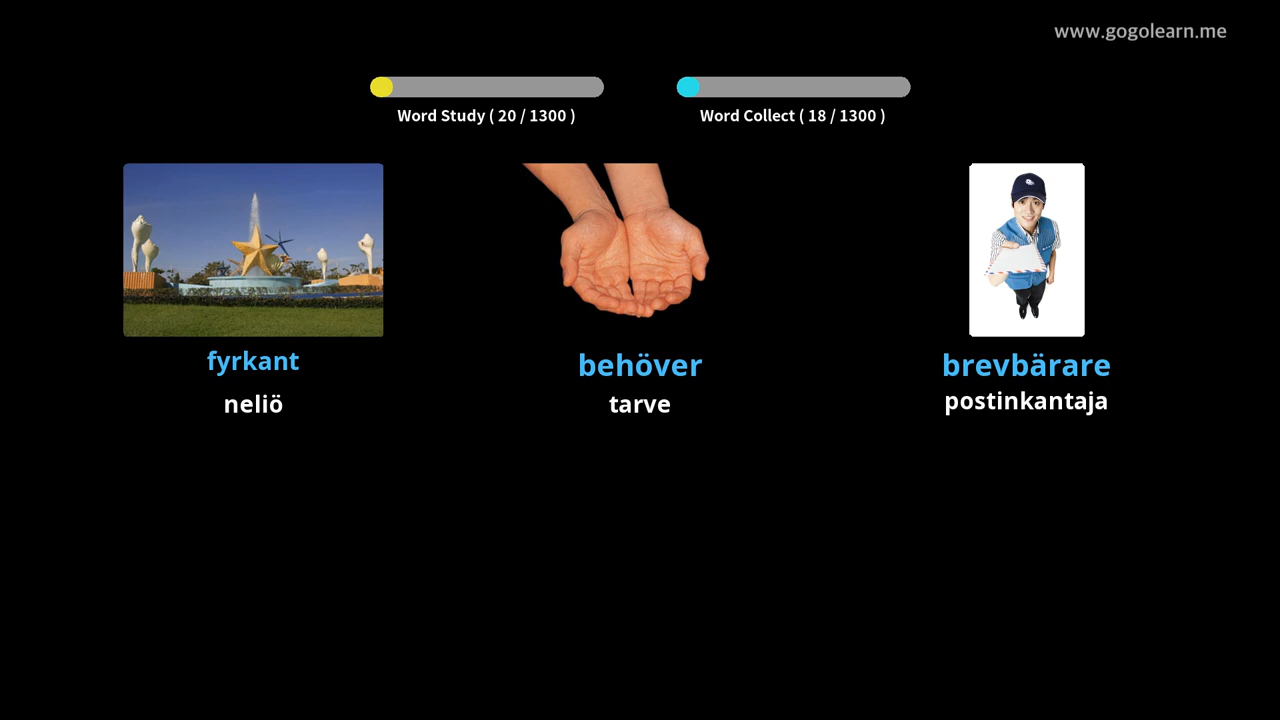 www.gogolearn.me
Word Study ( 20 / 1300 )
Word Collect ( 18 / 1300 )
fyrkant
behöver
brevbärare
neliö
tarve
postinkantaja